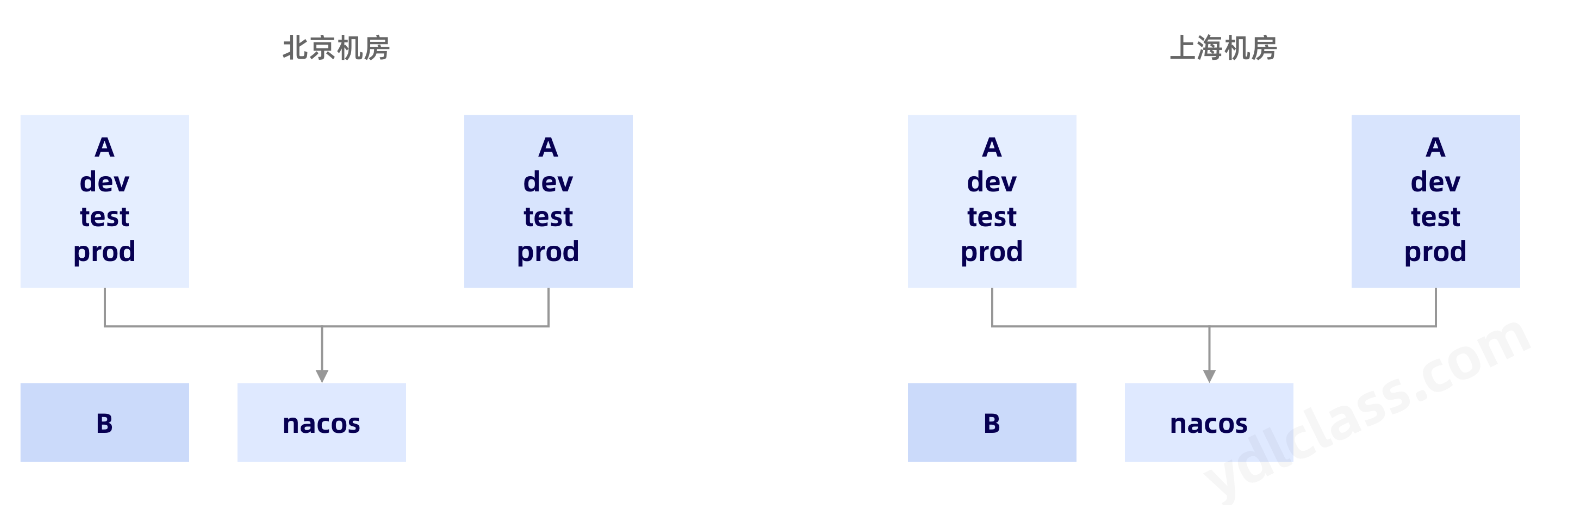 北京机房
A
dev
test
prod
A
dev
test
prod
B
nacos
上海机房
A
dev
test
prod
A
dev
test
prod
B
nacos
ydlclass.com